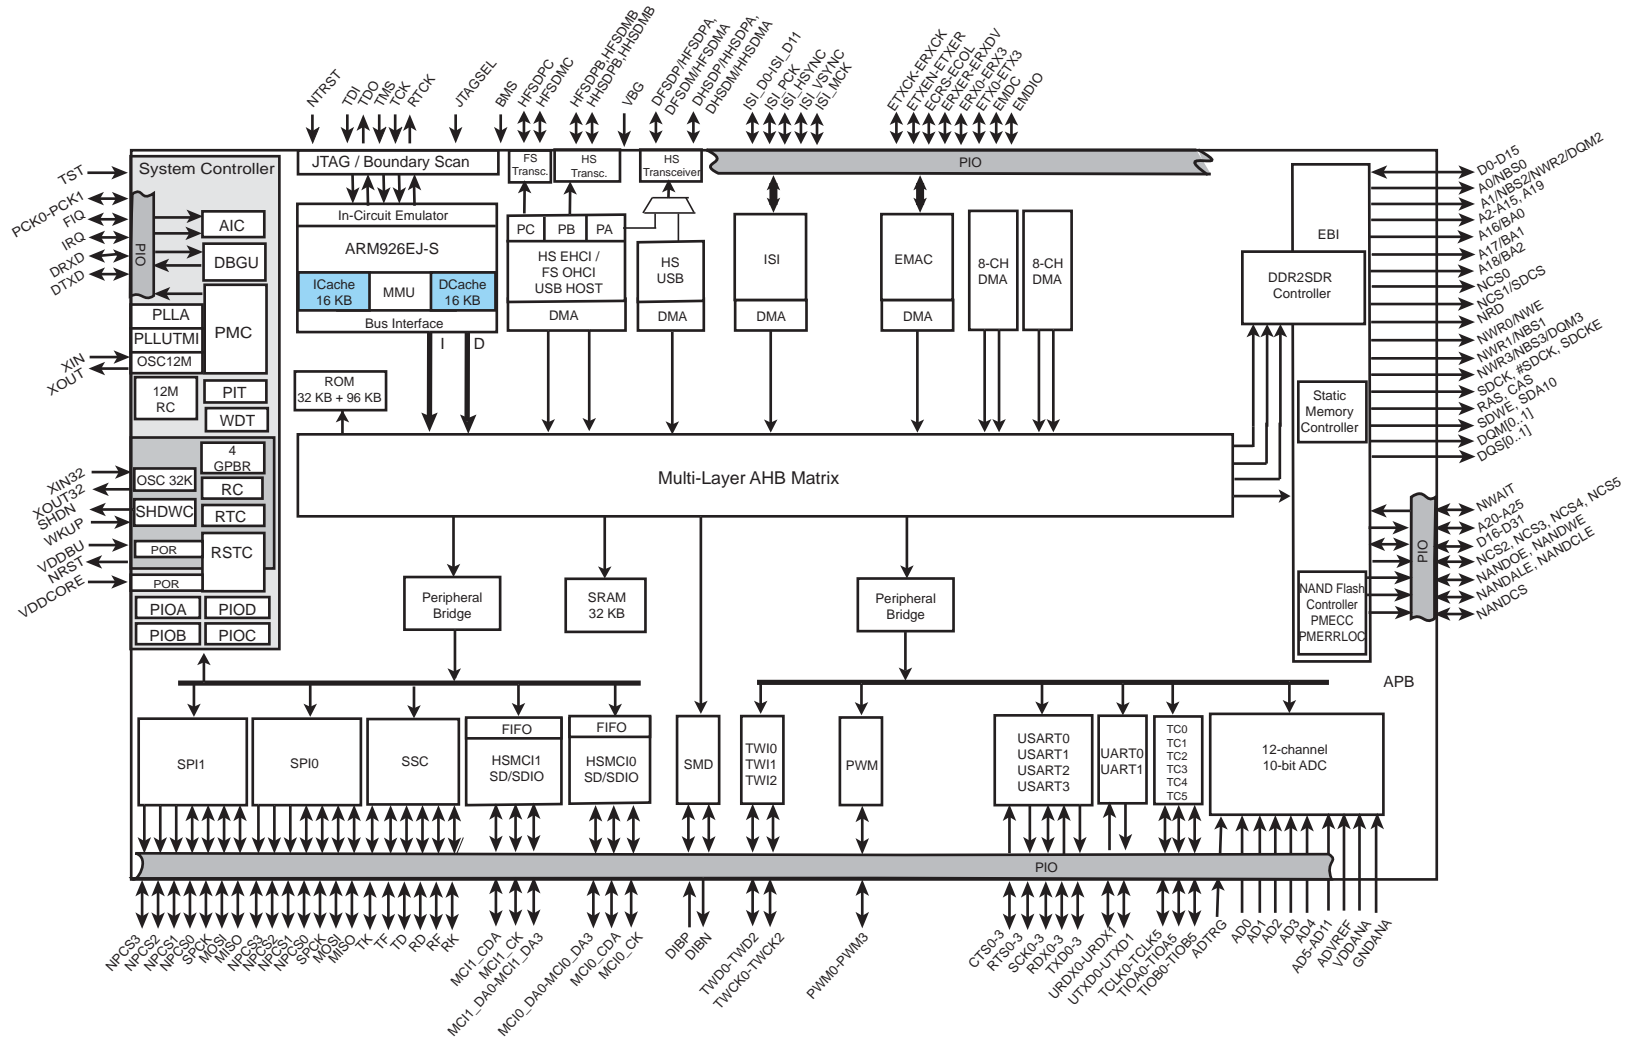 NTRST
TDI
TDO
TMS
TCK
RTCK
JTAGSEL
BMS
HFSDPC
HFSDMC
HFSDPB,HFSDMB
HHSDPB,HHSDMB
VBG
DFSDP/HFSDPA,
DFSDM/HFSDMA
DHSDP/HHSDPA,
DHSDM/HHSDMA
ISI_D0-ISI_D11
ISI_PCK
ISI_HSYNC
ISI_VSYNC
ISI_MCK
ETXCK-ERXCK
ETXEN-ETXER
ECRS-ECOL
ERXER-ERXDV
ERX0-ERX3
ETX0-ETX3
EMDC
EMDIO
TST
PCK0-PCK1
FIQ
IRQ
DRXD
DTXD
XIN
XOUT
XIN32
XOUT32
SHDN
WKUP
VDDBU
NRST
VDDCORE
System Controller
PIO
AIC
DBGU
PLLA
PLLUTMI
OSC12M
PMC
12M
RC
PIT
WDT
4
GPBR
OSC 32K
RC
SHDWC
RTC
POR
RSTC
POR
PIOA
PIOD
PIOB
PIOC
JTAG / Boundary Scan
In-Circuit Emulator
ARM926EJ-S
ICache
16 KB
MMU
DCache
16 KB
Bus Interface
I
D
ROM
32 KB + 96 KB
FS
Transc.
HS
Transc.
HS
Transceiver
PC
PB
PA
HS EHCI /
FS OHCI
USB HOST
DMA
HS
USB
DMA
PIO
ISI
DMA
EMAC
DMA
8-CH
DMA
8-CH
DMA
EBI
DDR2SDR
Controller
Static
Memory
Controller
NAND Flash
Controller
PMECC
PMERRLOC
PIO
D0-D15
A0/NBS0
A1/NBS2/NWR2/DQM2
A2-A15, A19
A16/BA0
A17/BA1
A18/BA2
NCS0
NCS1/SDCS
NRD
NWR0/NWE
NWR1/NBS1
NWR3/NBS3/DQM3
SDCK, #SDCK, SDCKE
RAS, CAS
SDWE, SDA10
DQM[0..1]
DQS[0..1]
NWAIT
A20-A25
D16-D31
NCS2, NCS3, NCS4, NCS5
NANDOE, NANDWE
NANDALE, NANDCLE
NANDCS
Multi-Layer AHB Matrix
Peripheral
Bridge
SRAM
32 KB
Peripheral
Bridge
APB
SPI1
SPI0
SSC
FIFO
HSMCI1
SD/SDIO
FIFO
HSMCI0
SD/SDIO
SMD
TWI0
TWI1
TWI2
PWM
USART0
USART1
USART2
USART3
UART0
UART1
TC0
TC1
TC2
TC3
TC4
TC5
12-channel
10-bit ADC
PIO
NPCS3
NPCS2
NPCS1
NPCS0
SPCK
MOSI
MISO
NPCS3
NPCS2
NPCS1
NPCS0
SPCK
MOSI
MISO
TK
TF
TD
RD
RF
RK
MCI1_CDA
MCI1_CK
MCI1_DA0-MCI1_DA3
MCI0_DA0-MCI0_DA3
MCI0_CDA
MCI0_CK
DIBP
DIBN
TWD0-TWD2
TWCK0-TWCK2
PWM0-PWM3
CTS0-3
RTS0-3
SCK0-3
RDX0-3
TXD0-3
URDX0-URDX1
UTXD0-UTXD1
TCLK0-TCLK5
TIOA0-TIOA5
TIOB0-TIOB5
ADTRG
AD0
AD1
AD2
AD3
AD4
AD5-AD11
ADVREF
VDDANA
GNDANA